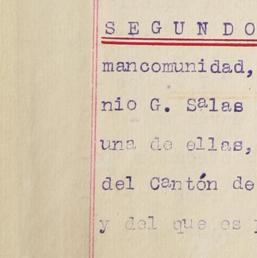 SEGUNDO
mancomunidad,
nio G. Salas
una de ellas,
del Cantón de
y del que es